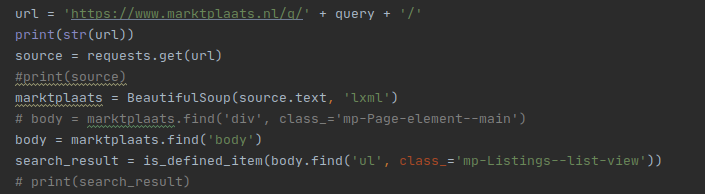 url = 'https://www.marktplaats.nl/q/' + query + '/'
print(str(url))
source = requests.get(url)
#print(source)
marktplaats = BeautifulSoup(source.text, 'lxml')
# body = marktplaats.find('div', class_='mp-Page-element--main')
body = marktplaats.find('body')
search_result = is_defined_item(body.find('ul', class_='mp-Listings--list-view'))
# print(search_result)